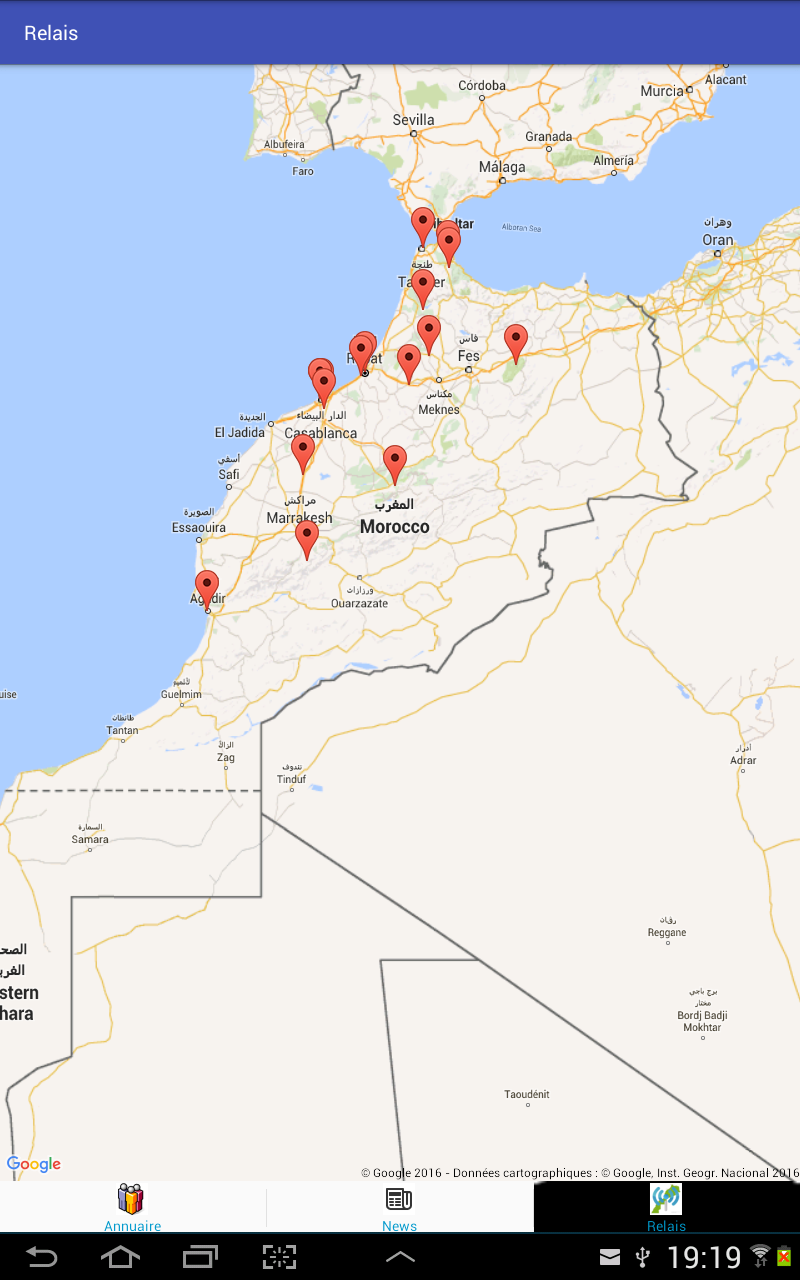 Relais
Córdoba
Alacant
Murcia
Sevilla
Granada
Albufeira
Almería
Málaga
Faro
Alboran Sea
وهران
Oran
طنجة
فاس
Fes
مكناس
Meknes
الجديدة
El Jadida
الدار البيضاء
Casablanca
أسفي
Safi
مراكش
Marrakesh
المغرب
Morocco
الصويرة
Essaouira
ورزازات
Ouarzazate
Guelmim
uise
طانطان
Tantan
الزاك
Zag
تندوف
Tinduf
أدرار
Adrar
السمارة
Samara
رقان
Reggane
الصح
الغرب
stern
hara
برج باجي
مختار
Bordj Badji
Mokhtar
Taoudénit
Google
© Google 2016 - Données cartographiques : © Google, Inst. Geogr. Nacional 2016
Annuaire
News
Relais
19:19